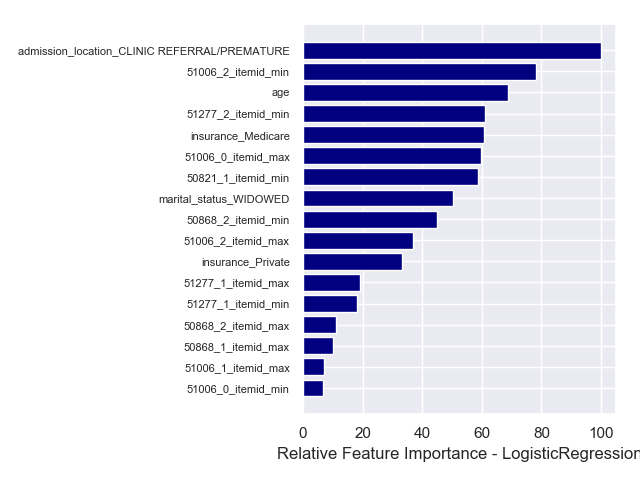 admission_location_CLINIC REFERRAL/PREMATURE
51006_2_itemid_min
age
51277_2_itemid_min
insurance_Medicare
51006_0_itemid_max
50821_1_itemid_min
marital_status_WIDOWED
50868_2_itemid_min
51006_2_itemid_max
insurance_Private
51277_1_itemid_max
51277_1_itemid_min
50868_2_itemid_max
50868_1_itemid_max
51006_1_itemid_max
51006_0_itemid_min
0 20 40 60 80 100
Relative Feature Importance - LogisticRegression